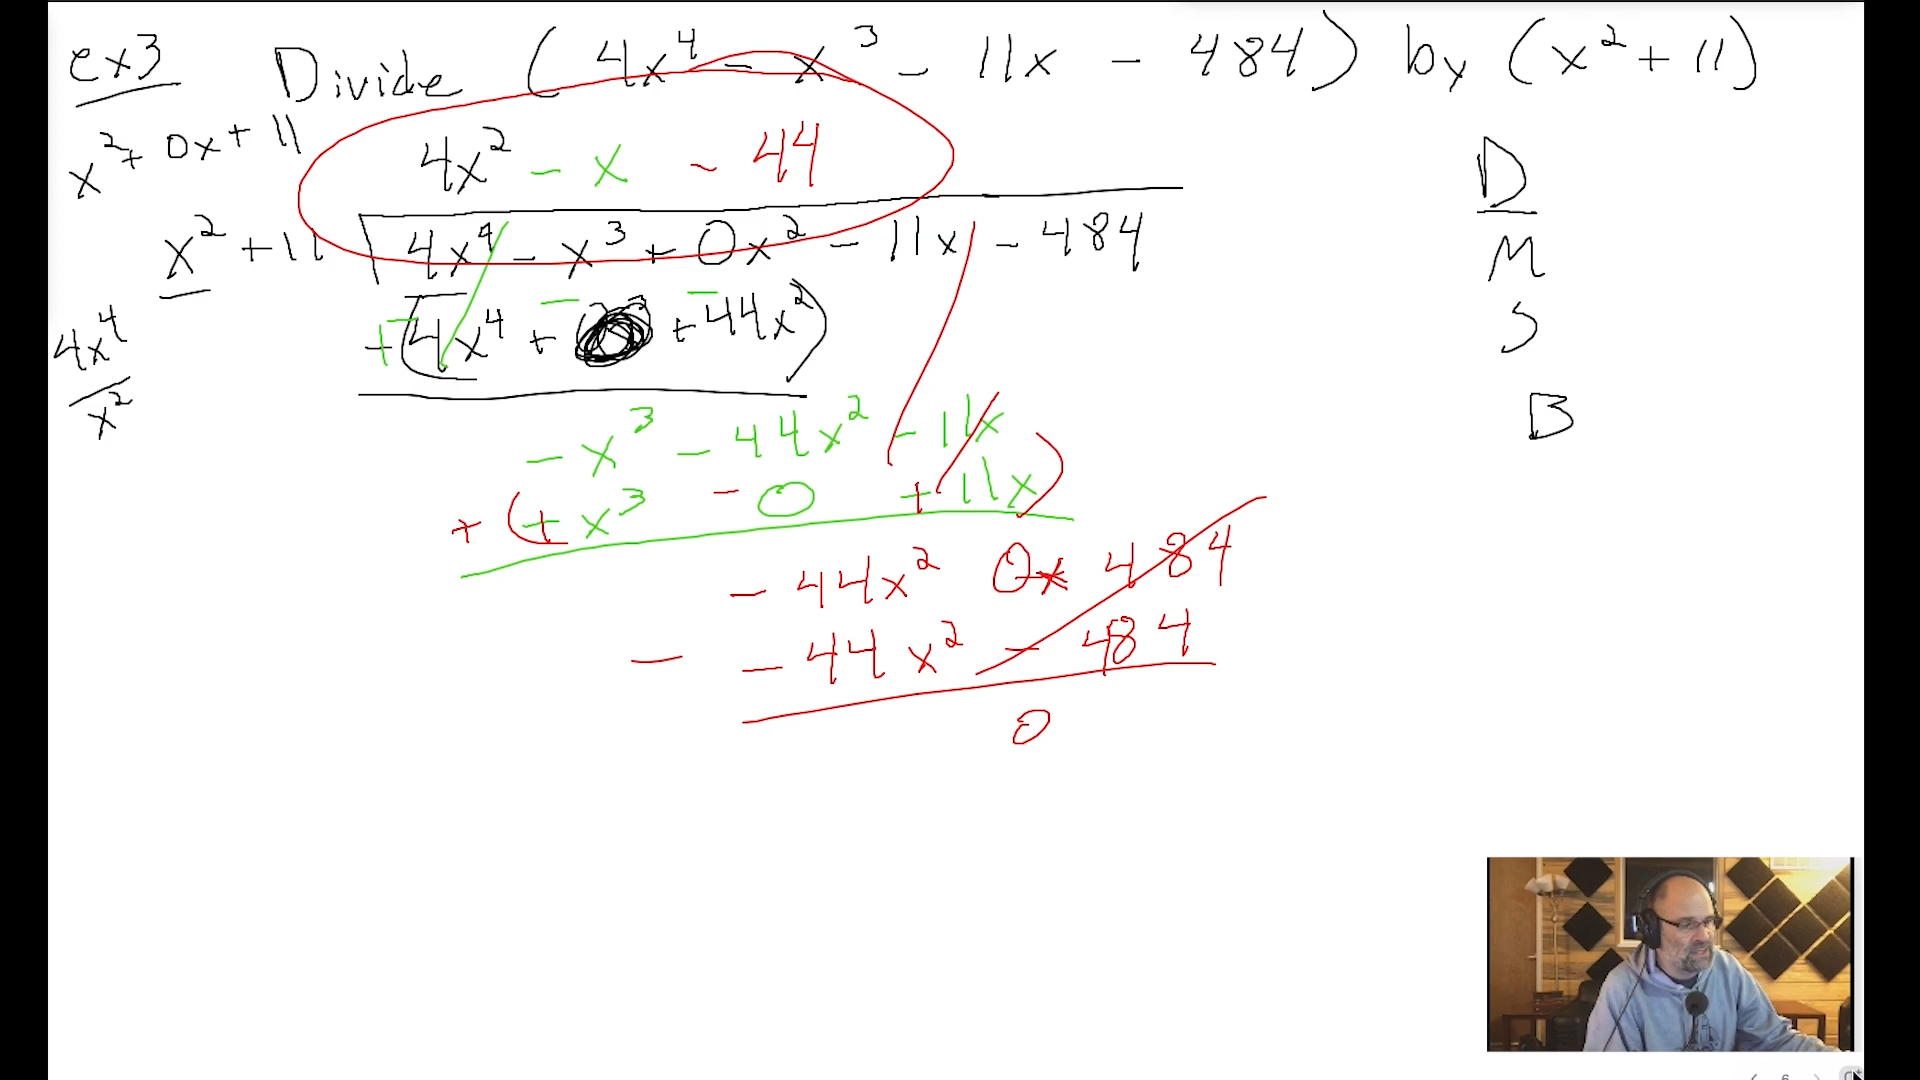 ex3 Divide (4x⁴ - x³ - 11x - 484) by (x² + 11)
x² + 0x + 11
4x² - x - 44
x² + 11 4x⁴ - x³ + 0x² - 11x - 484
4x⁴ + + 44x²
4x⁴
x²
- x³ - 44x² - 11x
+ (+ x³ - 0 + 11x)
- 44x² 0x 484
- - 44x² - 484
0
D
M
S
B
6